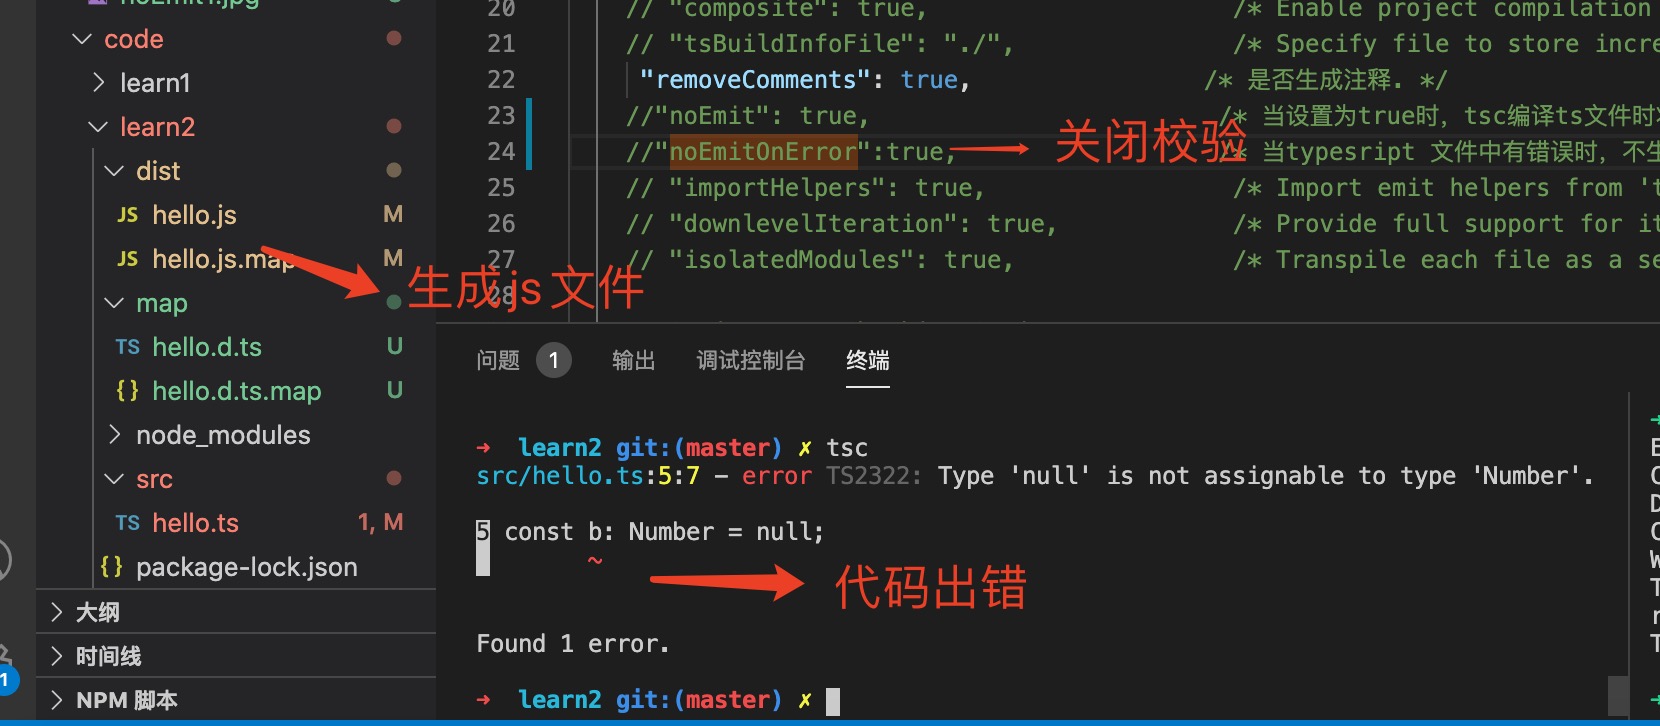 noEmit1.jpg
code
learn1
learn2
dist
JS hello.js M
JS hello.js.map M
map
TS hello.d.ts U
{} hello.d.ts.map U
node_modules
src
TS hello.ts 1, M
{} package-lock.json
大纲
时间线
NPM 脚本
1
20 // "composite": true, /* Enable project compilation
21 // "tsBuildInfoFile": "./", /* Specify file to store incre
22 "removeComments": true, /* 是否生成注释. */
23 //"noEmit": true, /* 当设置为true时，tsc编译ts文件时
24 //"noEmitOnError":true, /* 当typesript 文件中有错误时，不
25 // "importHelpers": true, /* Import emit helpers from 't
26 // "downlevelIteration": true, /* Provide full support for it
27 // "isolatedModules": true, /* Transpile each file as a se
28
关闭校验
生成js文件
问题 1 输出 调试控制台 终端
→ learn2 git:(master) ✗ tsc
src/hello.ts:5:7 - error TS2322: Type 'null' is not assignable to type 'Number'.
5 const b: Number = null;
~
代码出错
Found 1 error.
→ learn2 git:(master) ✗